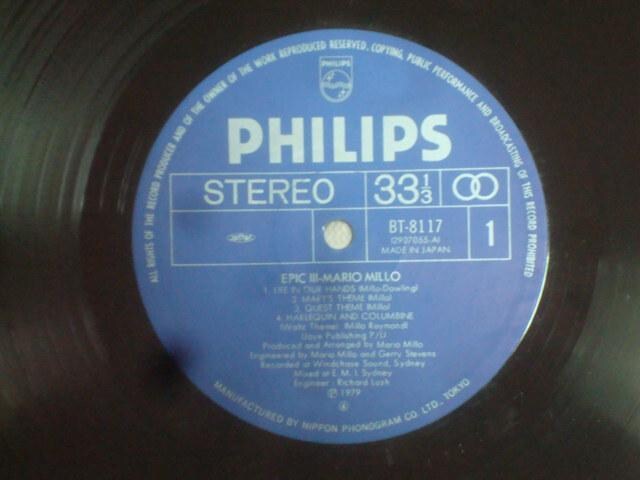 ALL RIGHTS OF THE RECORD PRODUCER AND OF THE OWNER OF THE WORK REPRODUCED RESERVED. COPYING, PUBLIC PERFORMANCE AND BROADCASTING OF THIS RECORD PROHIBITED
PHILIPS
PHILIPS
STEREO 33 1/3
BT-8117
MADE IN JAPAN
1
EPIC III-MARIO MILLO
1. LIFE IN OUR HANDS (Millo-Dowling)
2. MARY'S THEME (Millo)
3. QUEST THEME (Millo)
4. HARLEQUIN AND COLUMBINE
(Waltz Theme) (Millo Raymond)
Publishing P/L
Produced and Arranged by Mario Millo
Engineered by Mario Millo and Gerry Stevens
Recorded at Windchase Sound, Sydney
Mixed at E. M. I. Sydney
Engineer - Richard Lush
Ⓟ 1979
MANUFACTURED BY NIPPON PHONOGRAM CO. LTD., TOKYO